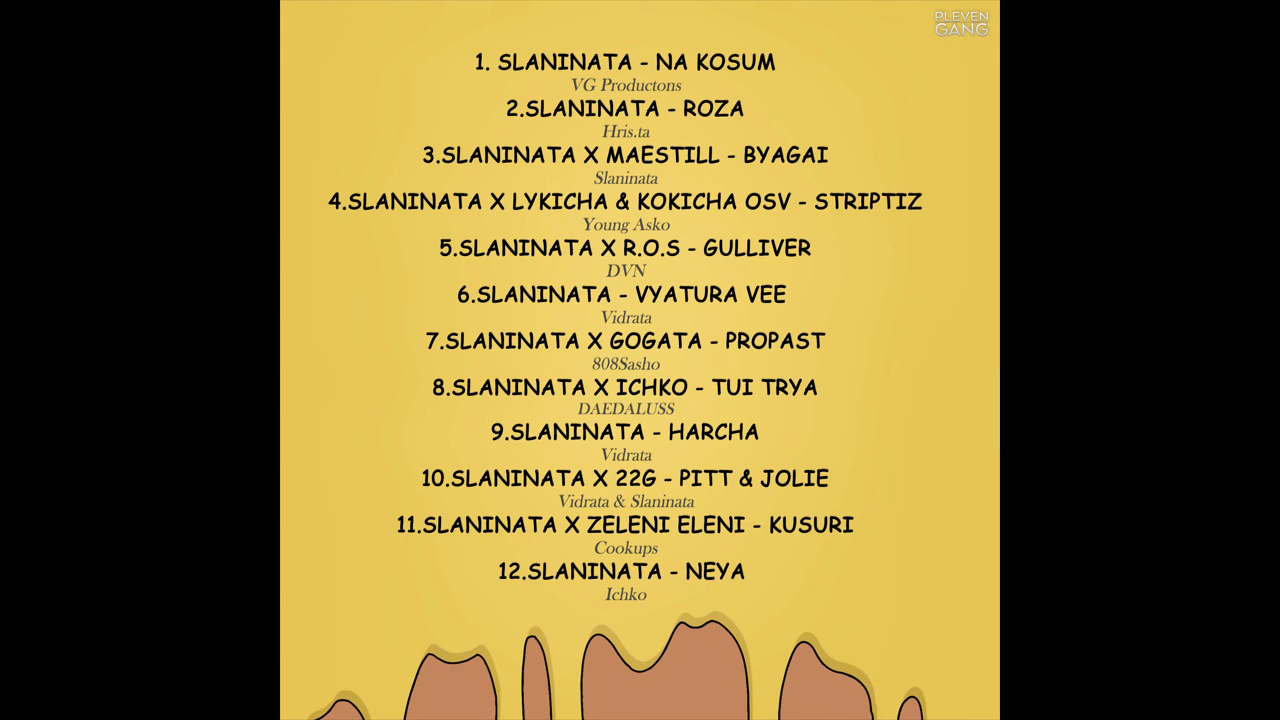 PLEVEN
GANG
1. SLANINATA - NA KOSUM
VG Productons
2.SLANINATA - ROZA
Hris.ta
3.SLANINATA X MAESTILL - BYAGAI
Slaninata
4.SLANINATA X LYKICHA & KOKICHA OSV - STRIPTIZ
Young Asko
5.SLANINATA X R.O.S - GULLIVER
DVN
6.SLANINATA - VYATURA VEE
Vidrata
7.SLANINATA X GOGATA - PROPAST
808Sasho
8.SLANINATA X ICHKO - TUI TRYA
DAEDALUSS
9.SLANINATA - HARCHA
Vidrata
10.SLANINATA X 22G - PITT & JOLIE
Vidrata & Slaninata
11.SLANINATA X ZELENI ELENI - KUSURI
Cookups
12.SLANINATA - NEYA
Ichko